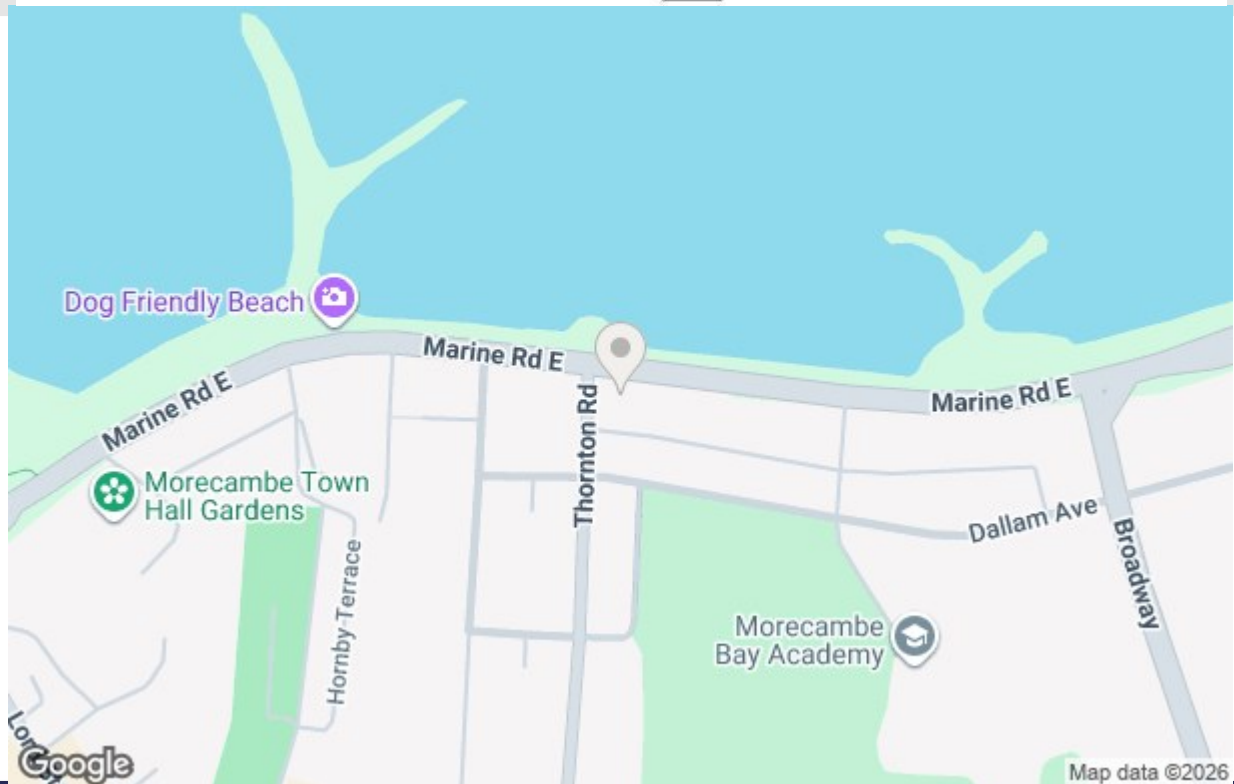 Dog Friendly Beach
Marine Rd E
Marine Rd E
Marine Rd E
Thornton Rd
Morecambe Town
Hall Gardens
Hornby Terrace
Dallam Ave
Broadway
Morecambe
Bay Academy
Google
Map data ©2026